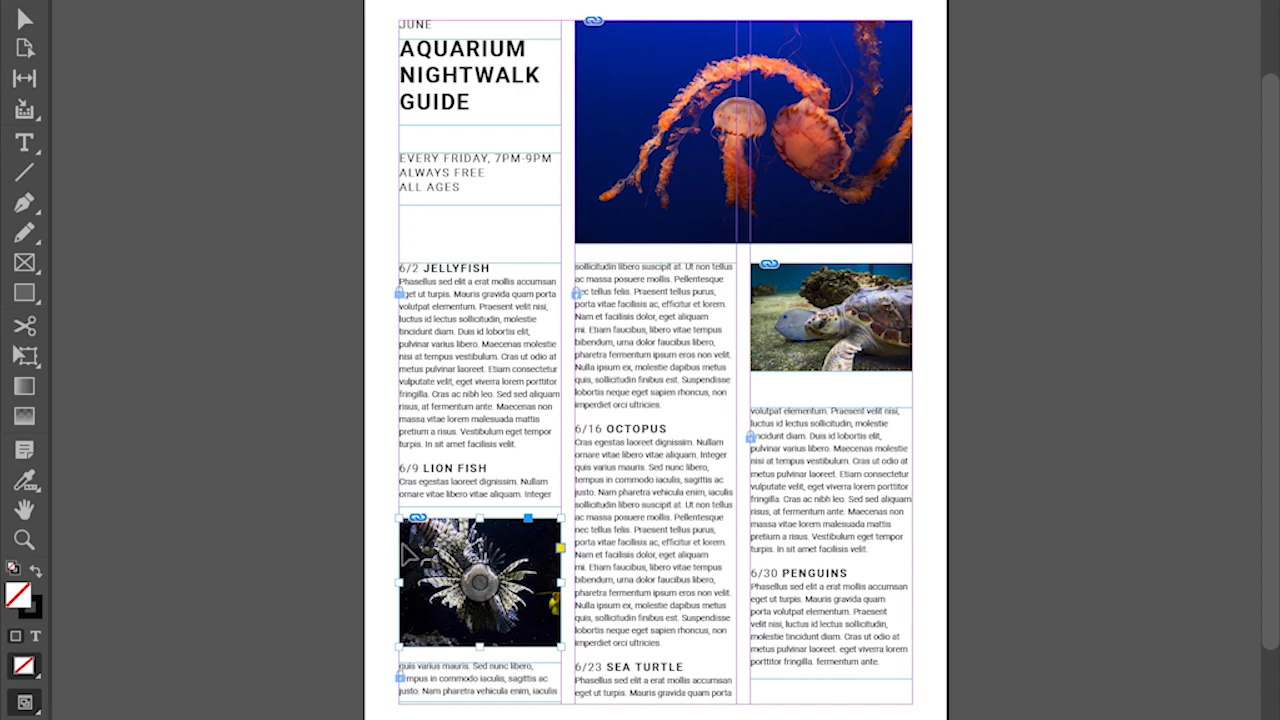 JUNE
AQUARIUM
NIGHTWALK
GUIDE
EVERY FRIDAY, 7PM-9PM
ALWAYS FREE
ALL AGES
6/2 JELLYFISH
Phasellus sed elit a erat mollis accumsan
eget ut turpis. Mauris gravida quam porta
volutpat elementum. Praesent velit nisi,
luctus id lectus sollicitudin, molestie
tincidunt diam. Duis id lobortis elit,
pulvinar varius libero. Maecenas molestie
nisi at tempus vestibulum. Cras ut odio at
metus pulvinar laoreet. Etiam consectetur
vulputate velit, eget viverra lorem porttitor
fringilla. Cras ac nibh leo. Sed sed aliquam
risus, at fermentum ante. Maecenas non
massa vitae lorem malesuada mattis
pretium a risus. Vestibulum eget tempor
turpis. In sit amet facilisis velit.
6/9 LION FISH
Cras egestas laoreet dignissim. Nullam
ornare vitae libero vitae aliquam. Integer
quis varius mauris. Sed nunc libero,
tempus in commodo iaculis, sagittis ac
justo. Nam pharetra vehicula enim, iaculis
sollicitudin libero suscipit at. Ut non tellus
ac massa posuere mollis. Pellentesque
nec tellus felis. Praesent tellus purus,
porta vitae facilisis ac, efficitur et lorem.
Nam et facilisis dolor, eget aliquam
mi. Etiam faucibus, libero vitae tempus
bibendum, urna dolor faucibus libero,
pharetra fermentum ipsum eros non velit.
Nulla ipsum ex, molestie dapibus metus
quis, sollicitudin finibus est. Suspendisse
lobortis neque eget sapien rhoncus, non
imperdiet orci ultricies.
6/16 OCTOPUS
Cras egestas laoreet dignissim. Nullam
ornare vitae libero vitae aliquam. Integer
quis varius mauris. Sed nunc libero,
tempus in commodo iaculis, sagittis ac
justo. Nam pharetra vehicula enim, iaculis
sollicitudin libero suscipit at. Ut non tellus
ac massa posuere mollis. Pellentesque
nec tellus felis. Praesent tellus purus,
porta vitae facilisis ac, efficitur et lorem.
Nam et facilisis dolor, eget aliquam
mi. Etiam faucibus, libero vitae tempus
bibendum, urna dolor faucibus libero,
pharetra fermentum ipsum eros non velit.
Nulla ipsum ex, molestie dapibus metus
quis, sollicitudin finibus est. Suspendisse
lobortis neque eget sapien rhoncus, non
imperdiet orci ultricies.
6/23 SEA TURTLE
Phasellus sed elit a erat mollis accumsan
eget ut turpis. Mauris gravida quam porta
volutpat elementum. Praesent velit nisi,
luctus id lectus sollicitudin, molestie
tincidunt diam. Duis id lobortis elit,
pulvinar varius libero. Maecenas molestie
nisi at tempus vestibulum. Cras ut odio at
metus pulvinar laoreet. Etiam consectetur
vulputate velit, eget viverra lorem porttitor
fringilla. Cras ac nibh leo. Sed sed aliquam
risus, at fermentum ante. Maecenas non
massa vitae lorem malesuada mattis
pretium a risus. Vestibulum eget tempor
turpis. In sit amet facilisis velit.
6/30 PENGUINS
Phasellus sed elit a erat mollis accumsan
eget ut turpis. Mauris gravida quam
porta volutpat elementum. Praesent
velit nisi, luctus id lectus sollicitudin,
molestie tincidunt diam. Cras ut odio at
metus pulvinar. eget viverra lorem
porttitor fringilla. fermentum ante.